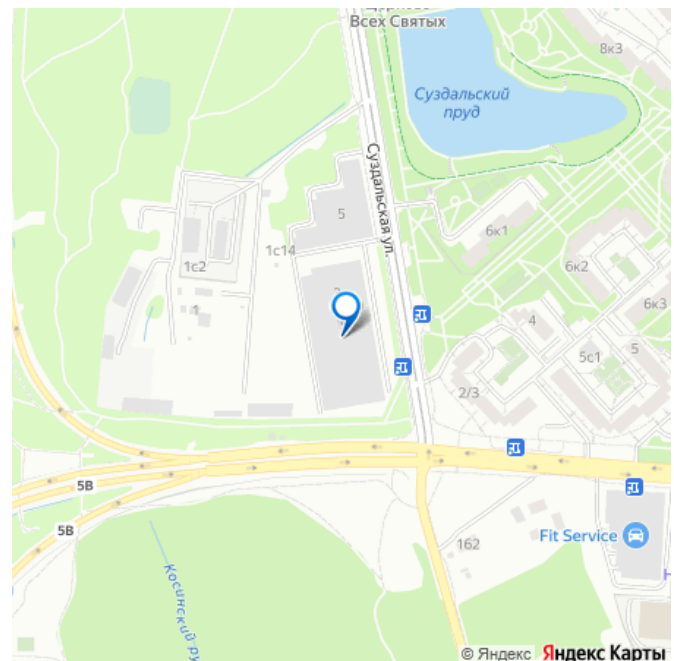 Всех Святых
8к3
Суздальский
пруд
Суздальская ул.
5
6к1
1с14
1с2
6к2
6к3
1
4
5с1
5
2/3
5В
5В
Fit Service
162
Косинский ру
© Яндекс Яндекс Карты